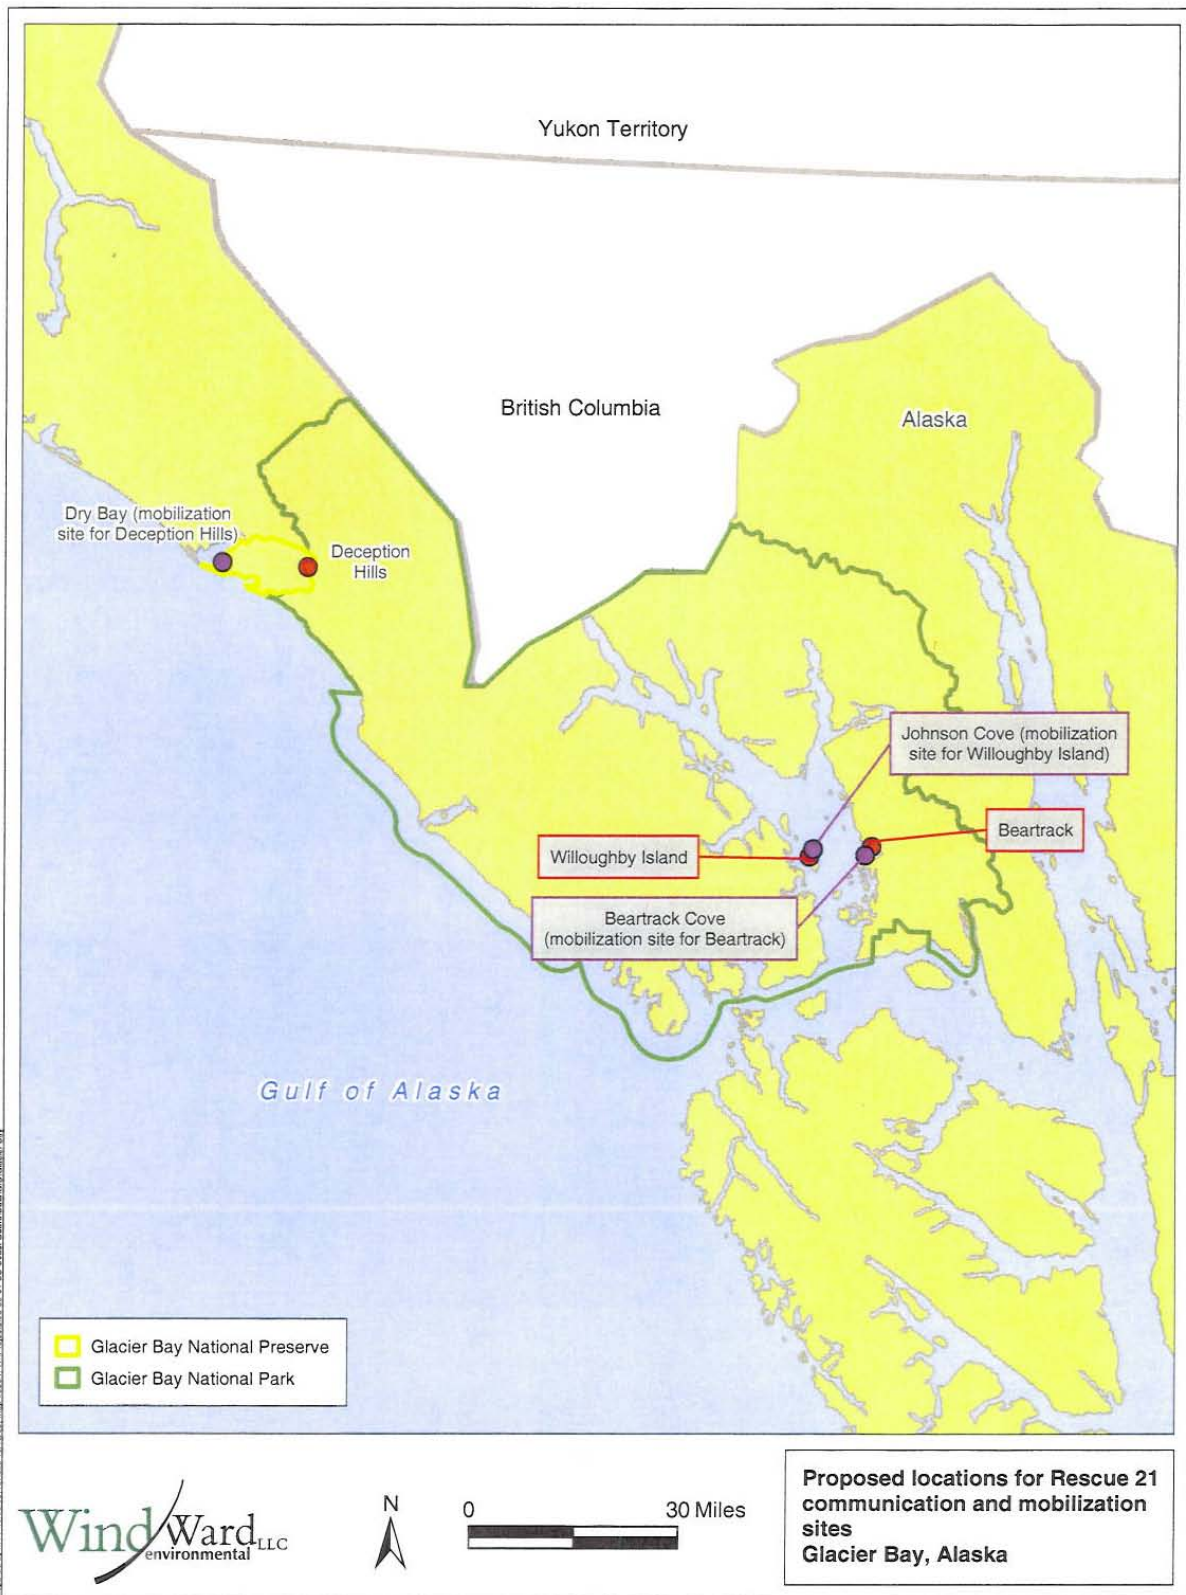 Yukon Territory
British Columbia
Alaska
Dry Bay (mobilization
site for Deception Hills)
Deception
Hills
Johnson Cove (mobilization
site for Willoughby Island)
Beartrack
Willoughby Island
Beartrack Cove
(mobilization site for Beartrack)
Gulf of Alaska
Glacier Bay National Preserve
Glacier Bay National Park
WindWard LLC
environmental
N
0 30 Miles
Proposed locations for Rescue 21
communication and mobilization
sites
Glacier Bay, Alaska